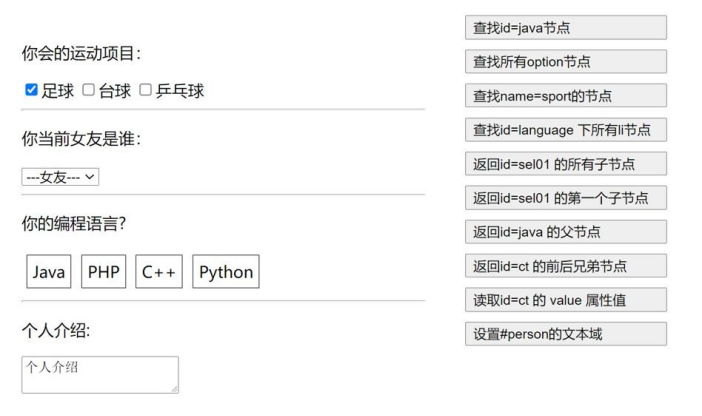 你会的运动项目：
足球 台球 乒乓球
你当前女友是谁：
---女友---
你的编程语言?
Java PHP C++ Python
个人介绍:
个人介绍
查找id=java节点
查找所有option节点
查找name=sport的节点
查找id=language 下所有li节点
返回id=sel01 的所有子节点
返回id=sel01 的第一个子节点
返回id=java 的父节点
返回id=ct 的前后兄弟节点
读取id=ct 的 value 属性值
设置#person的文本域